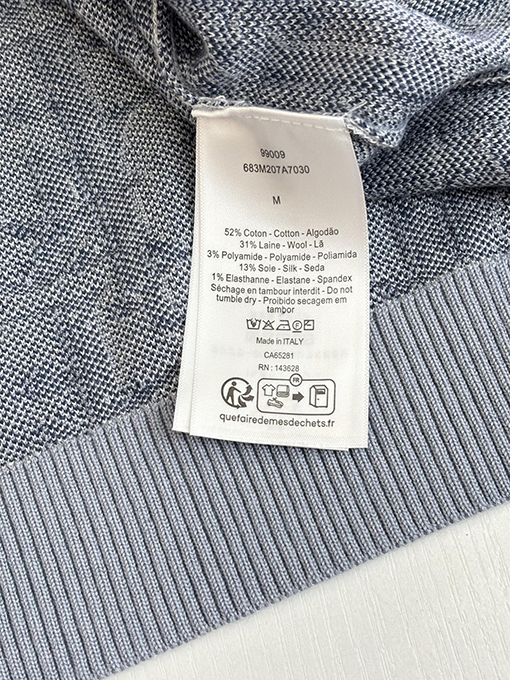 99009
683M207A7030
M
52% Coton - Cotton - Algodão
31% Laine - Wool - Lã
3% Polyamide - Polyamide - Poliamida
13% Soie - Silk - Seda
1% Elasthanne - Elastane - Spandex
Séchage en tambour interdit - Do not
tumble dry - Proibido secagem em
tambor
Made in ITALY
CA65281
RN : 143628
FR
quefairedemesdechets.fr